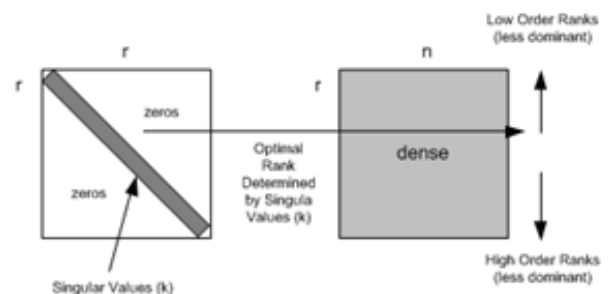 Low Order Ranks
(less dominant)
r
n
r
r
zeros
dense
Optimal
Rank
Determined
by Singula
Values (k)
zeros
High Order Ranks
(less dominant)
Singular Values (k)